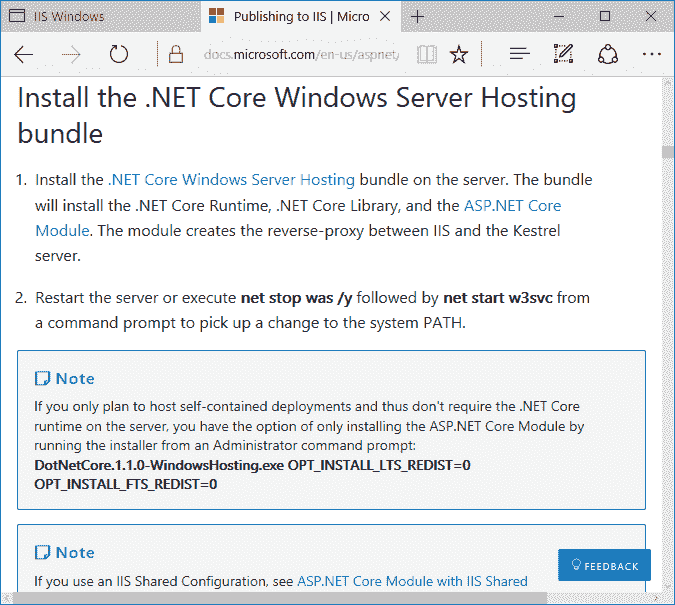 IIS Windows
Publishing to IIS | Micro
docs.microsoft.com/en-us/aspnet/
Install the .NET Core Windows Server Hosting
bundle
1. Install the .NET Core Windows Server Hosting bundle on the server. The bundle
will install the .NET Core Runtime, .NET Core Library, and the ASP.NET Core
Module. The module creates the reverse-proxy between IIS and the Kestrel
server.
2. Restart the server or execute net stop was /y followed by net start w3svc from
a command prompt to pick up a change to the system PATH.
Note
If you only plan to host self-contained deployments and thus don't require the .NET Core
runtime on the server, you have the option of only installing the ASP.NET Core Module by
running the installer from an Administrator command prompt:
DotNetCore.1.1.0-WindowsHosting.exe OPT_INSTALL_LTS_REDIST=0
OPT_INSTALL_FTS_REDIST=0
Note
If you use an IIS Shared Configuration, see ASP.NET Core Module with IIS Shared
FEEDBACK